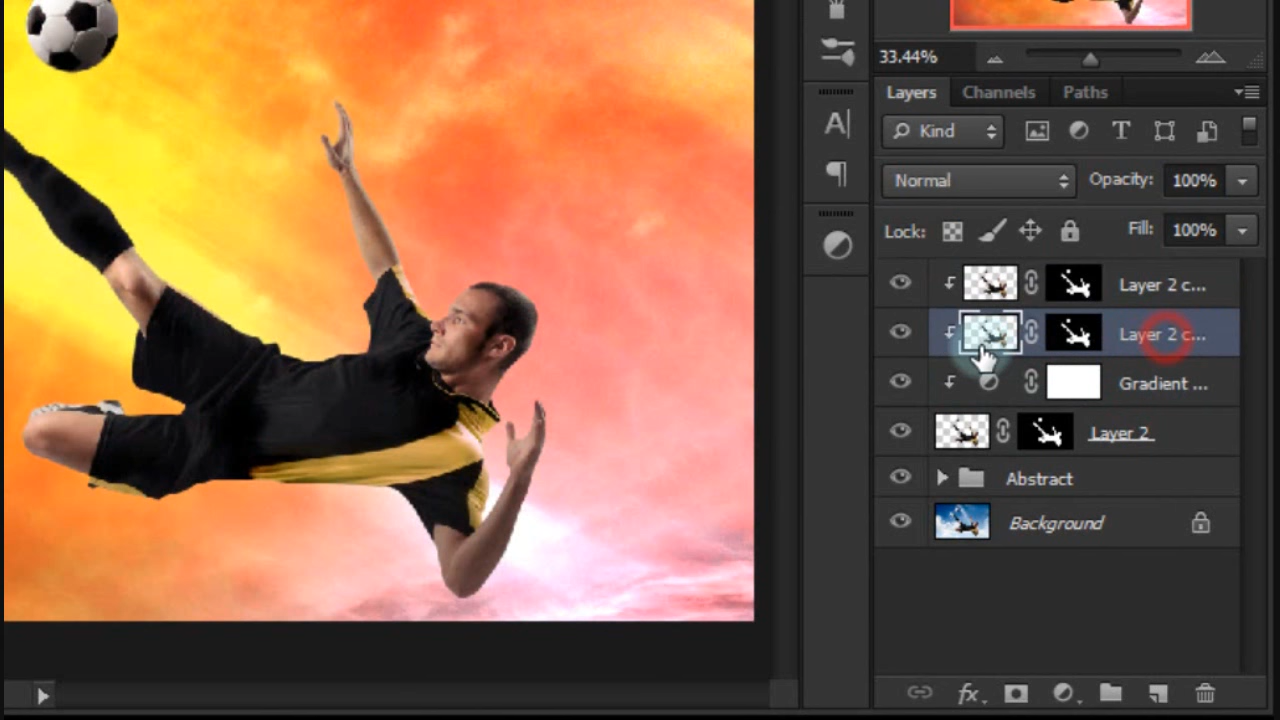 33.44%
Layers Channels Paths
Kind T
Normal Opacity: 100%
Lock: Fill: 100%
Layer 2 c...
Layer 2 c...
Gradient ...
Layer 2
Abstract
Background
A
fx